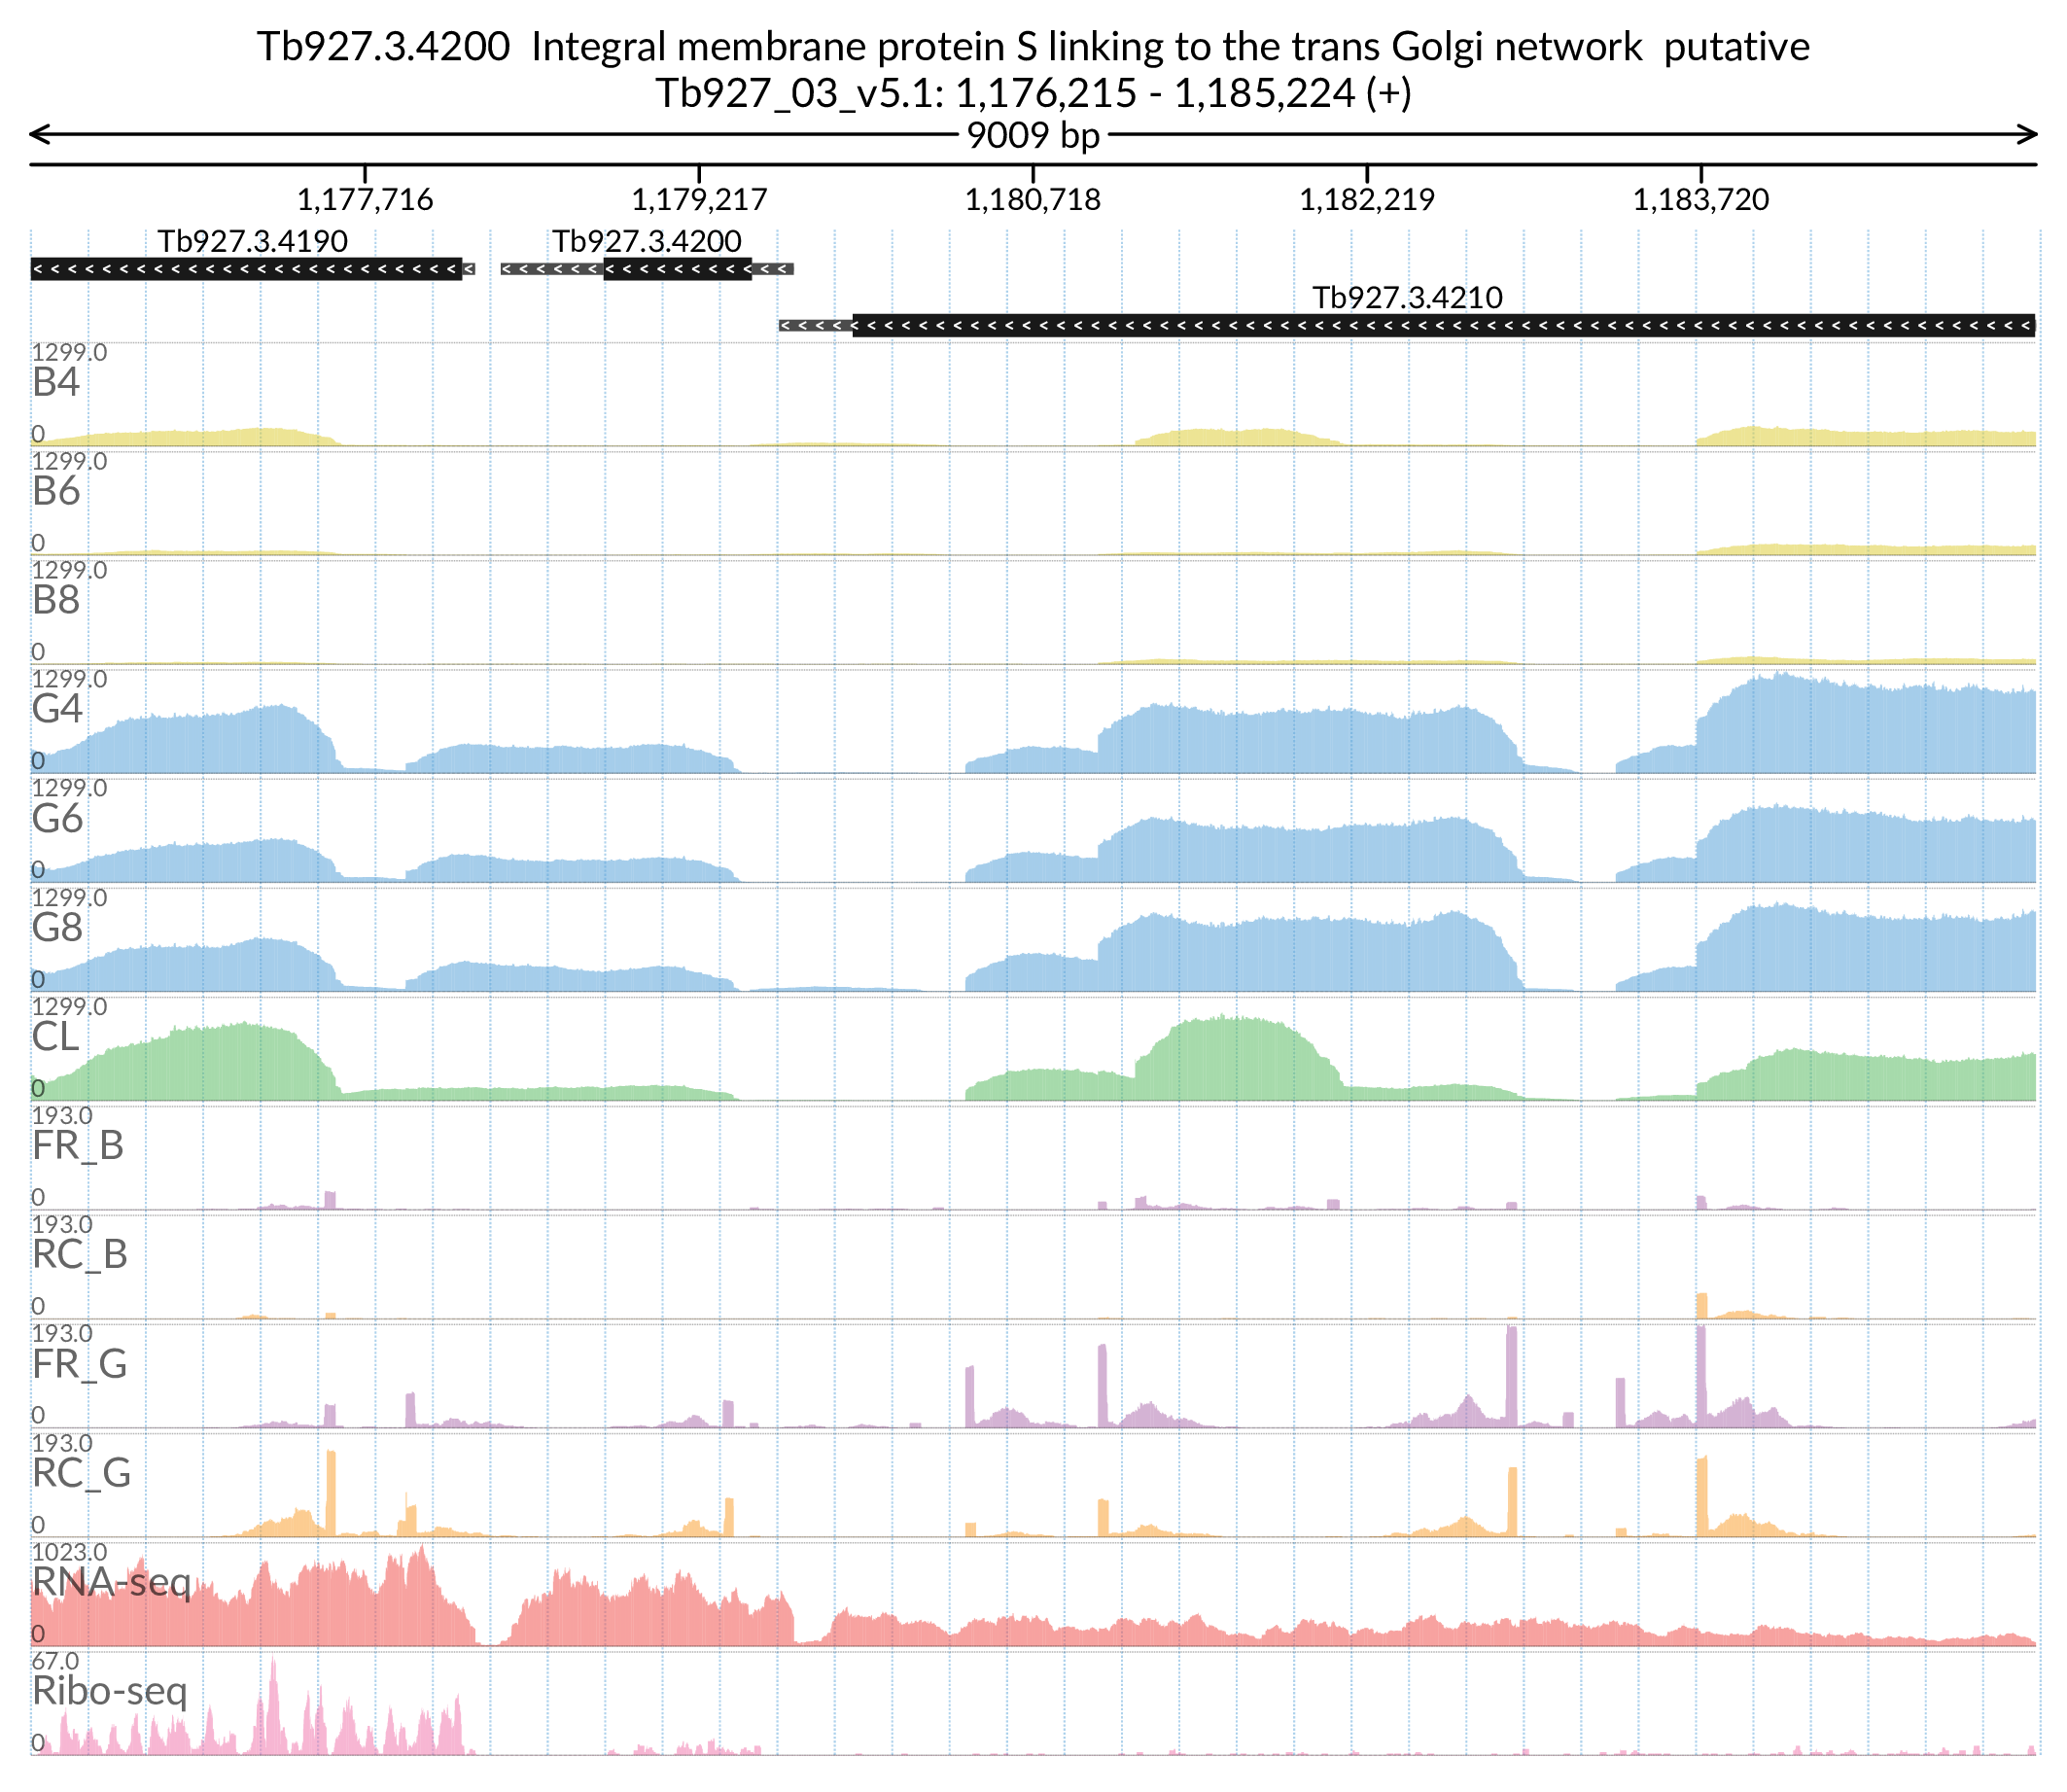 Tb927.3.4200  Integral membrane protein S linking to the trans Golgi network  putative
Tb927_03_v5.1: 1,176,215 - 1,185,224 (+)
9009 bp
1,177,716 1,179,217 1,180,718 1,182,219 1,183,720
Tb927.3.4190 Tb927.3.4200
Tb927.3.4210
1299.0
B4
0
1299.0
B6
0
1299.0
B8
0
1299.0
G4
0
1299.0
G6
0
1299.0
G8
0
1299.0
CL
0
193.0
FR_B
0
193.0
RC_B
0
193.0
FR_G
0
193.0
RC_G
0
1023.0
RNA-seq
0
67.0
Ribo-seq
0